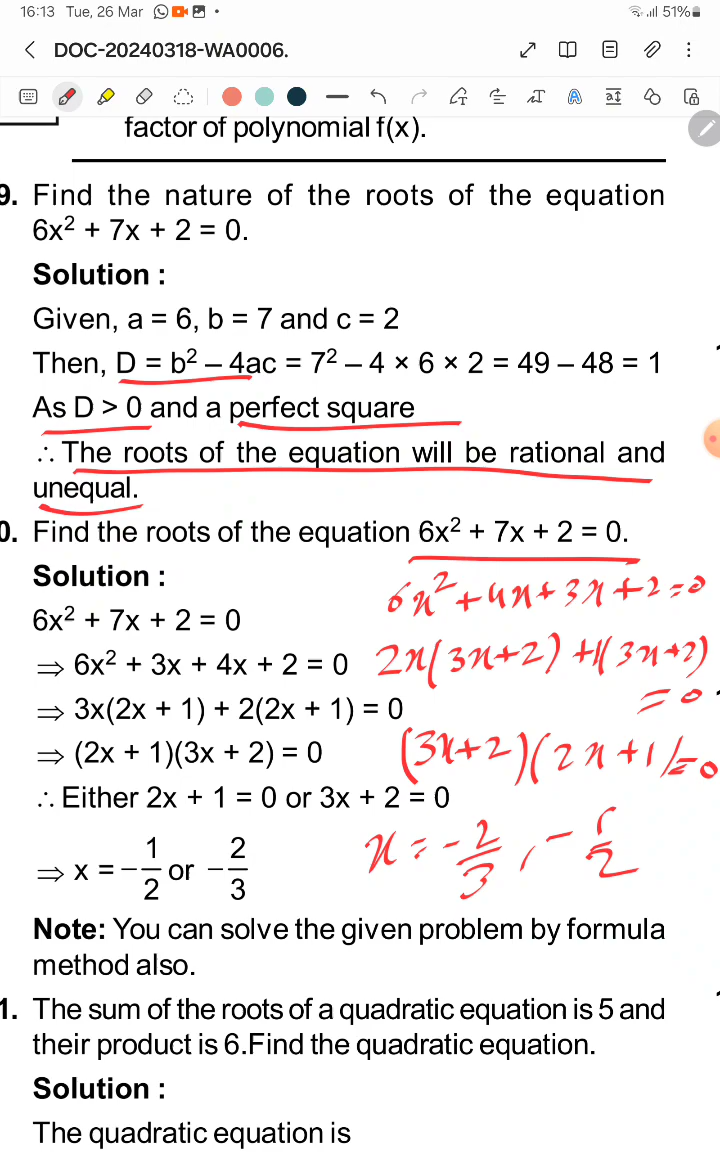 16:13 Tue, 26 Mar
51%
DOC-20240318-WA0006.
factor of polynomial f(x).
9. Find the nature of the roots of the equation
6x² + 7x + 2 = 0.
Solution :
Given, a = 6, b = 7 and c = 2
Then, D = b² – 4ac = 7² – 4 × 6 × 2 = 49 – 48 = 1
As D > 0 and a perfect square
∴ The roots of the equation will be rational and
unequal.
0. Find the roots of the equation 6x² + 7x + 2 = 0.
Solution :
6x² + 4x + 3x + 2 = 0
6x² + 7x + 2 = 0
⇒ 6x² + 3x + 4x + 2 = 0
2x(3x+2) +1(3x+2)
= 0
⇒ 3x(2x + 1) + 2(2x + 1) = 0
⇒ (2x + 1)(3x + 2) = 0
(3x+2)(2x+1)=0
∴ Either 2x + 1 = 0 or 3x + 2 = 0
⇒ x = –1/2 or –2/3
x = -2/3, -1/2
Note: You can solve the given problem by formula
method also.
1. The sum of the roots of a quadratic equation is 5 and
their product is 6.Find the quadratic equation.
Solution :
The quadratic equation is